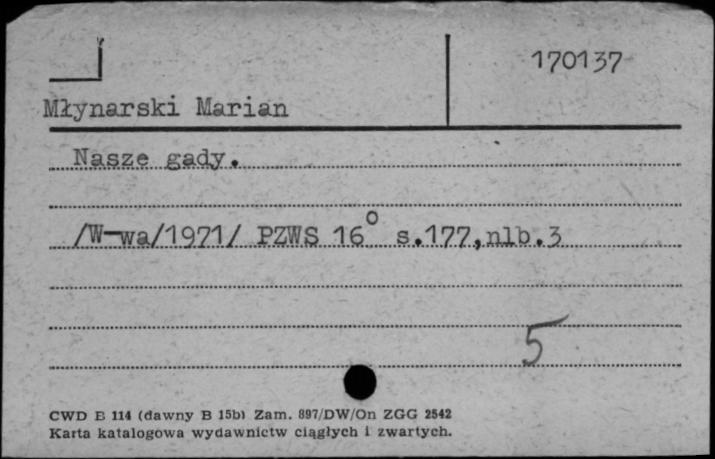 170137
Młynarski Marian
Nasze gady.
/W-wa/1971/ PZWS 16° s.177,nlb.3
5
CWD B 114 (dawny B 15b) Zam. 897/DW/On ZGG 2542
Karta katalogowa wydawnictw ciągłych i zwartych.